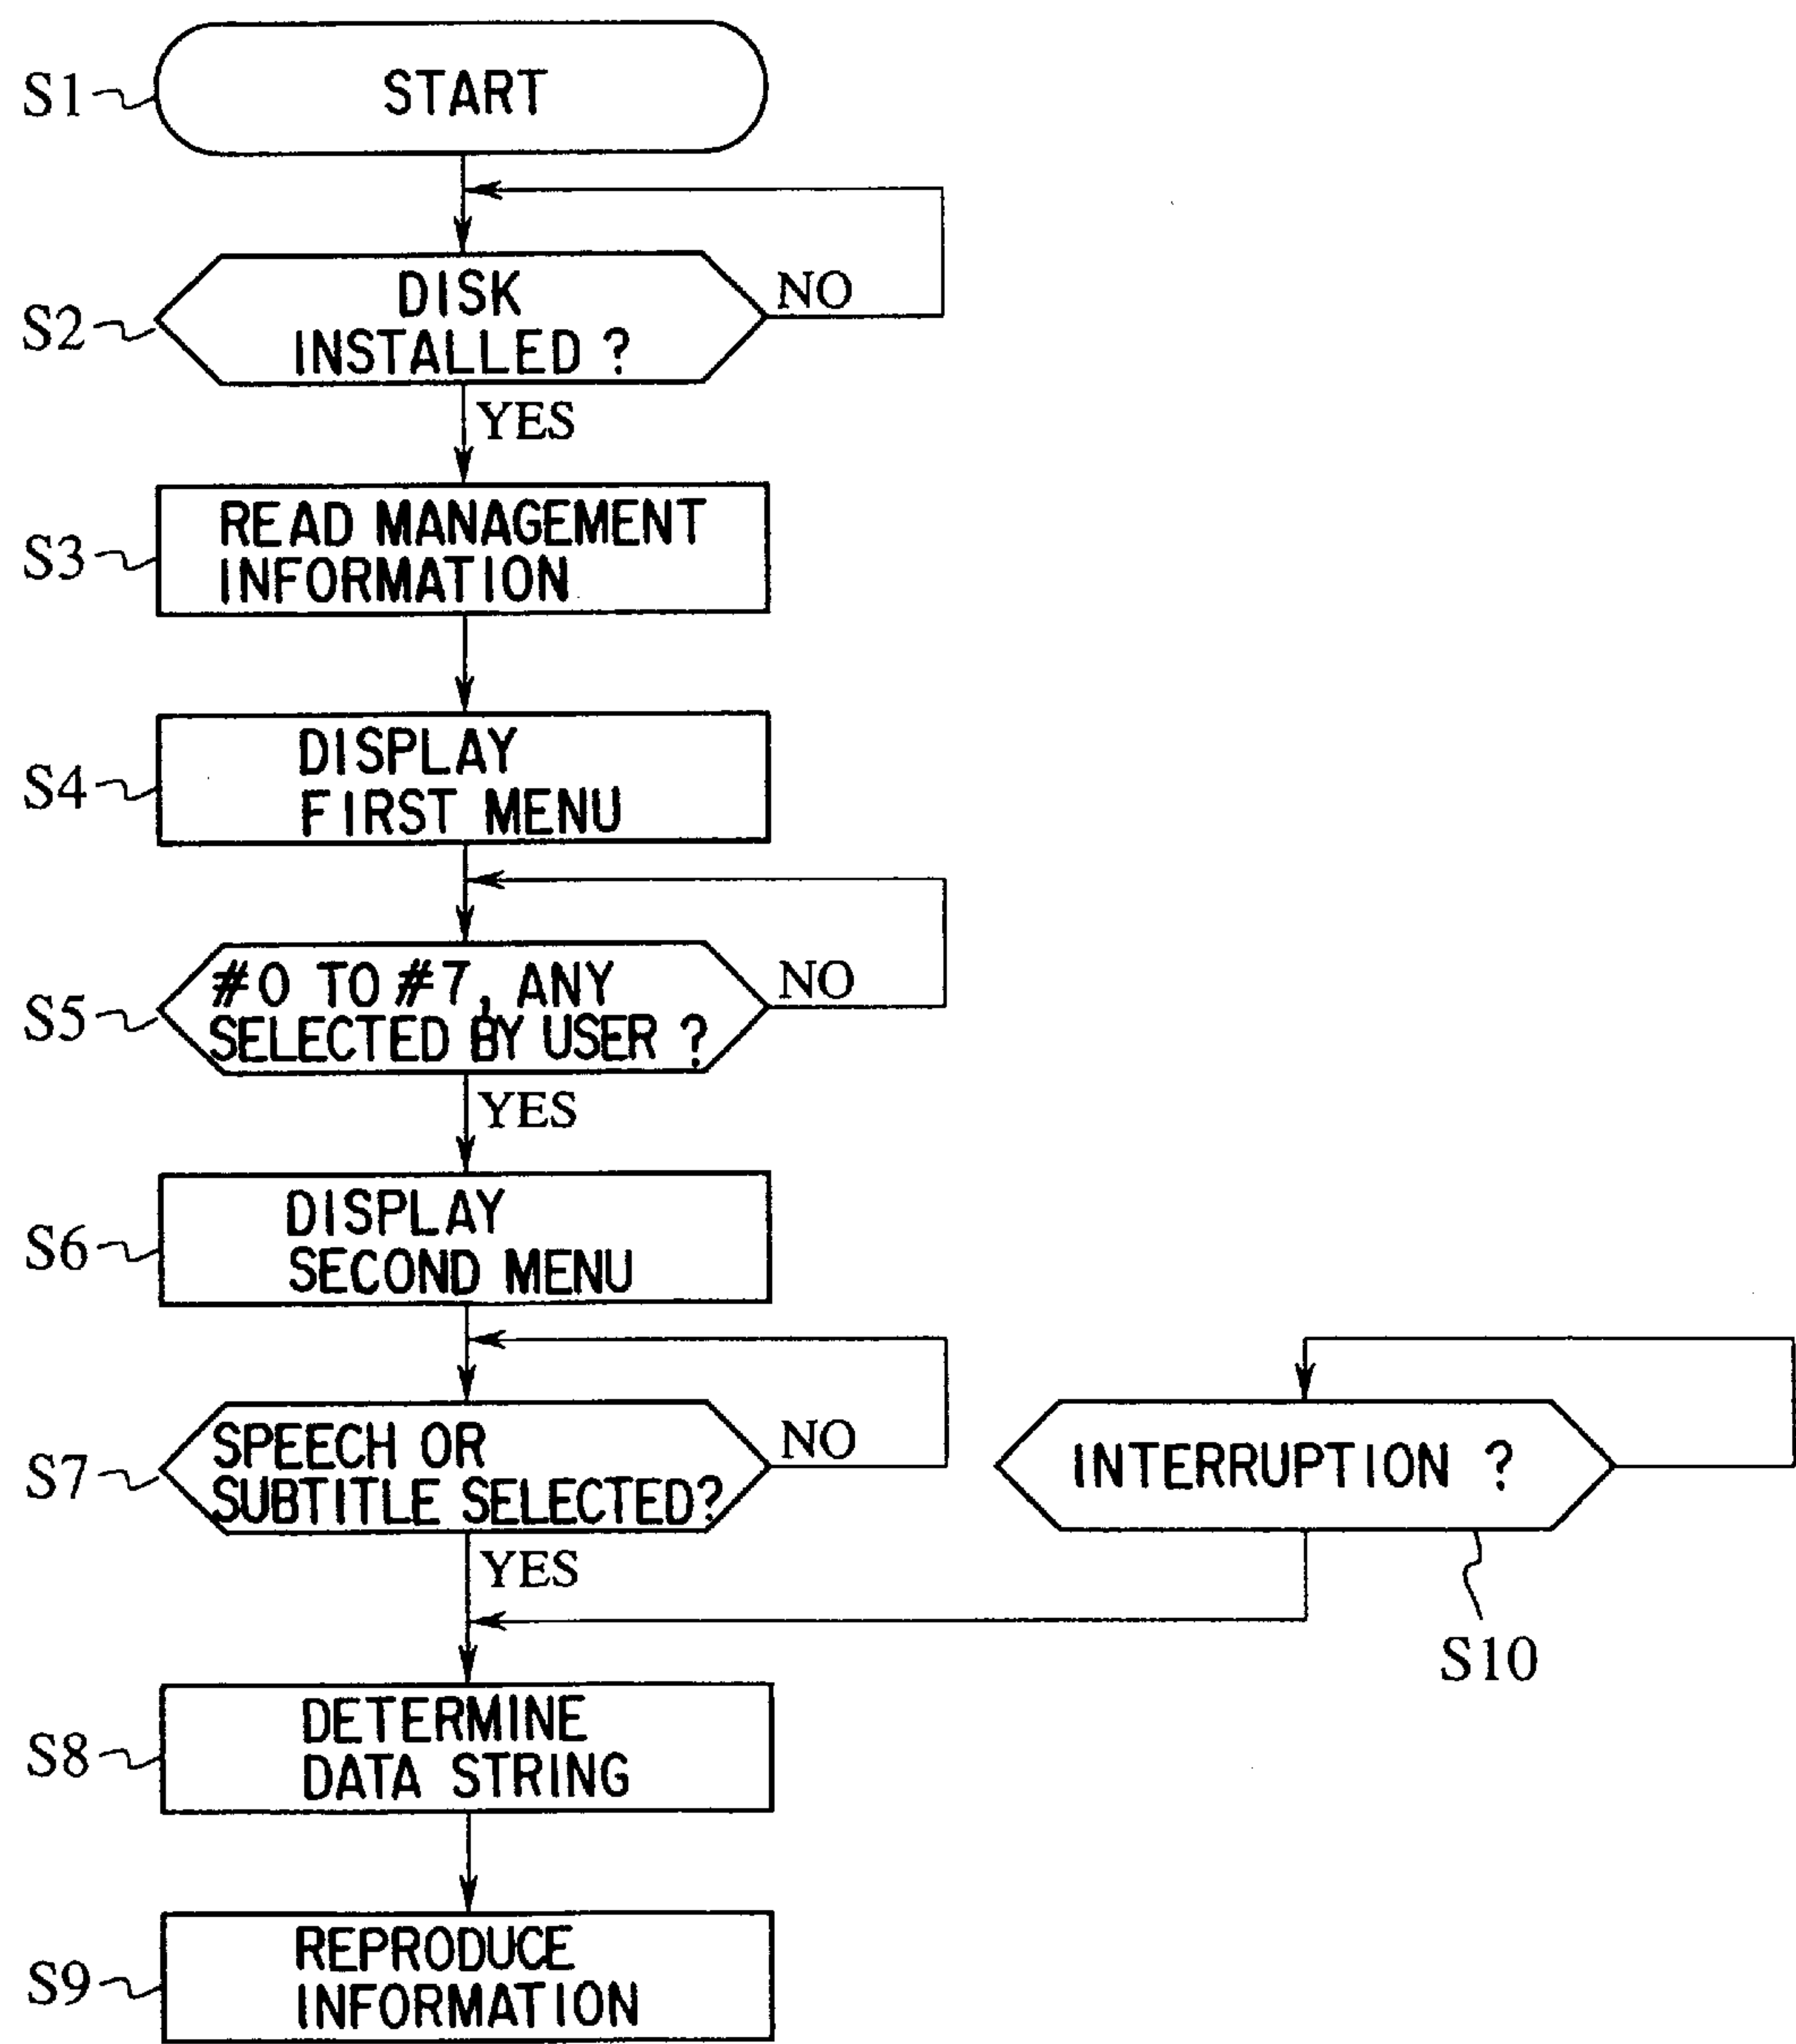 S1
START
S2
DISK
INSTALLED ?
NO
YES
S3
READ MANAGEMENT
INFORMATION
S4
DISPLAY
FIRST MENU
S5
#0 TO #7, ANY
SELECTED BY USER ?
NO
YES
S6
DISPLAY
SECOND MENU
S7
SPEECH OR
SUBTITLE SELECTED?
NO
YES
INTERRUPTION ?
S10
S8
DETERMINE
DATA STRING
S9
REPRODUCE
INFORMATION